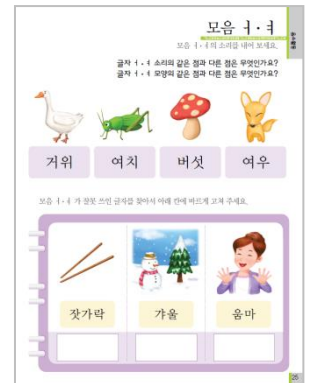 모음 ㅓ·ㅕ
모음 ㅓ·ㅕ의 소리를 내어 보세요.
글자 ㅓ·ㅕ 소리의 같은 점과 다른 점은 무엇인가요?
글자 ㅓ·ㅕ 모양의 같은 점과 다른 점은 무엇인가요?
거위 여치 버섯 여우
모음 ㅓ·ㅕ 가 잘못 쓰인 글자를 찾아서 아래 칸에 바르게 고쳐 주세요.
잣가락 갸울 움마
25